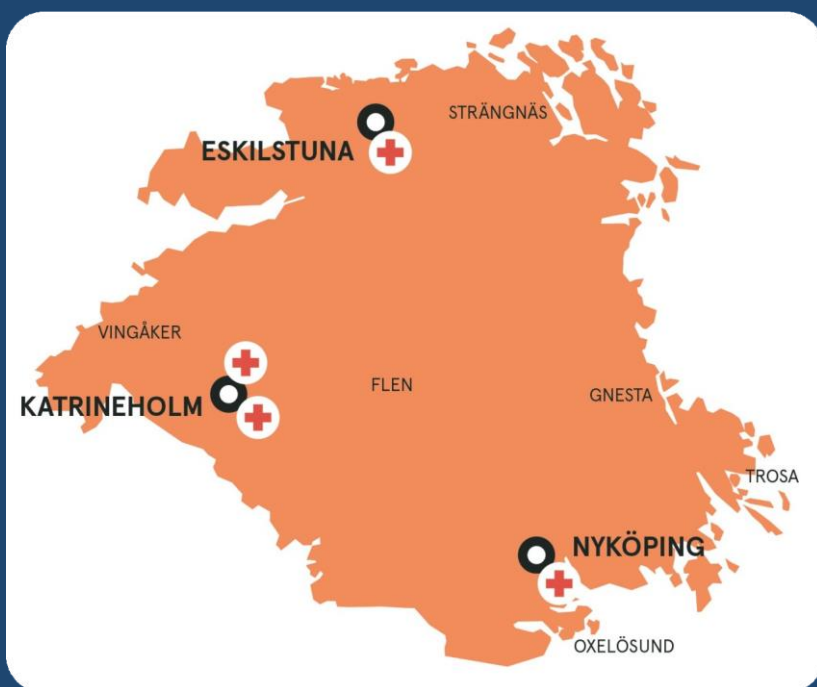 STRÄNGNÄS
ESKILSTUNA
VINGÅKER
FLEN
GNESTA
KATRINEHOLM
TROSA
NYKÖPING
OXELÖSUND